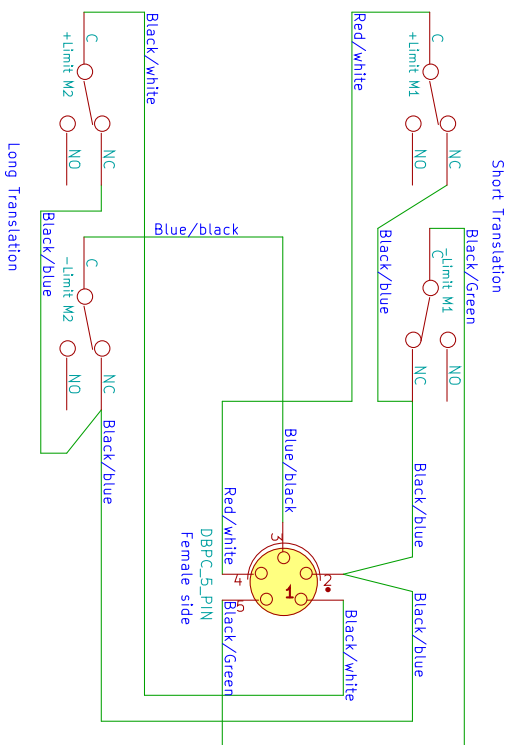 Black/white
Red/white
C
+Limit M2
C
+Limit M1
NO
NC
NO
NC
Long Translation
Short Translation
Black/blue
Blue/black
Black/blue
Black/Green
C
-Limit M2
C
-Limit M1
NO
NC
NC
NO
Black/blue
Blue/black
Black/blue
Red/white
DBPC_5_PIN
Female side
3
4
2
1
5
Black/Green
Black/white
Black/blue